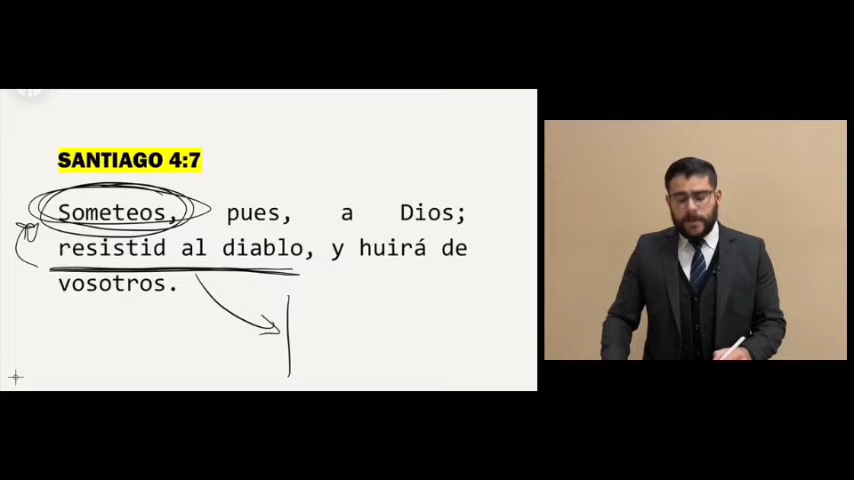 SANTIAGO 4:7
Someteos, pues, a Dios;
resistid al diablo, y huirá de
vosotros.